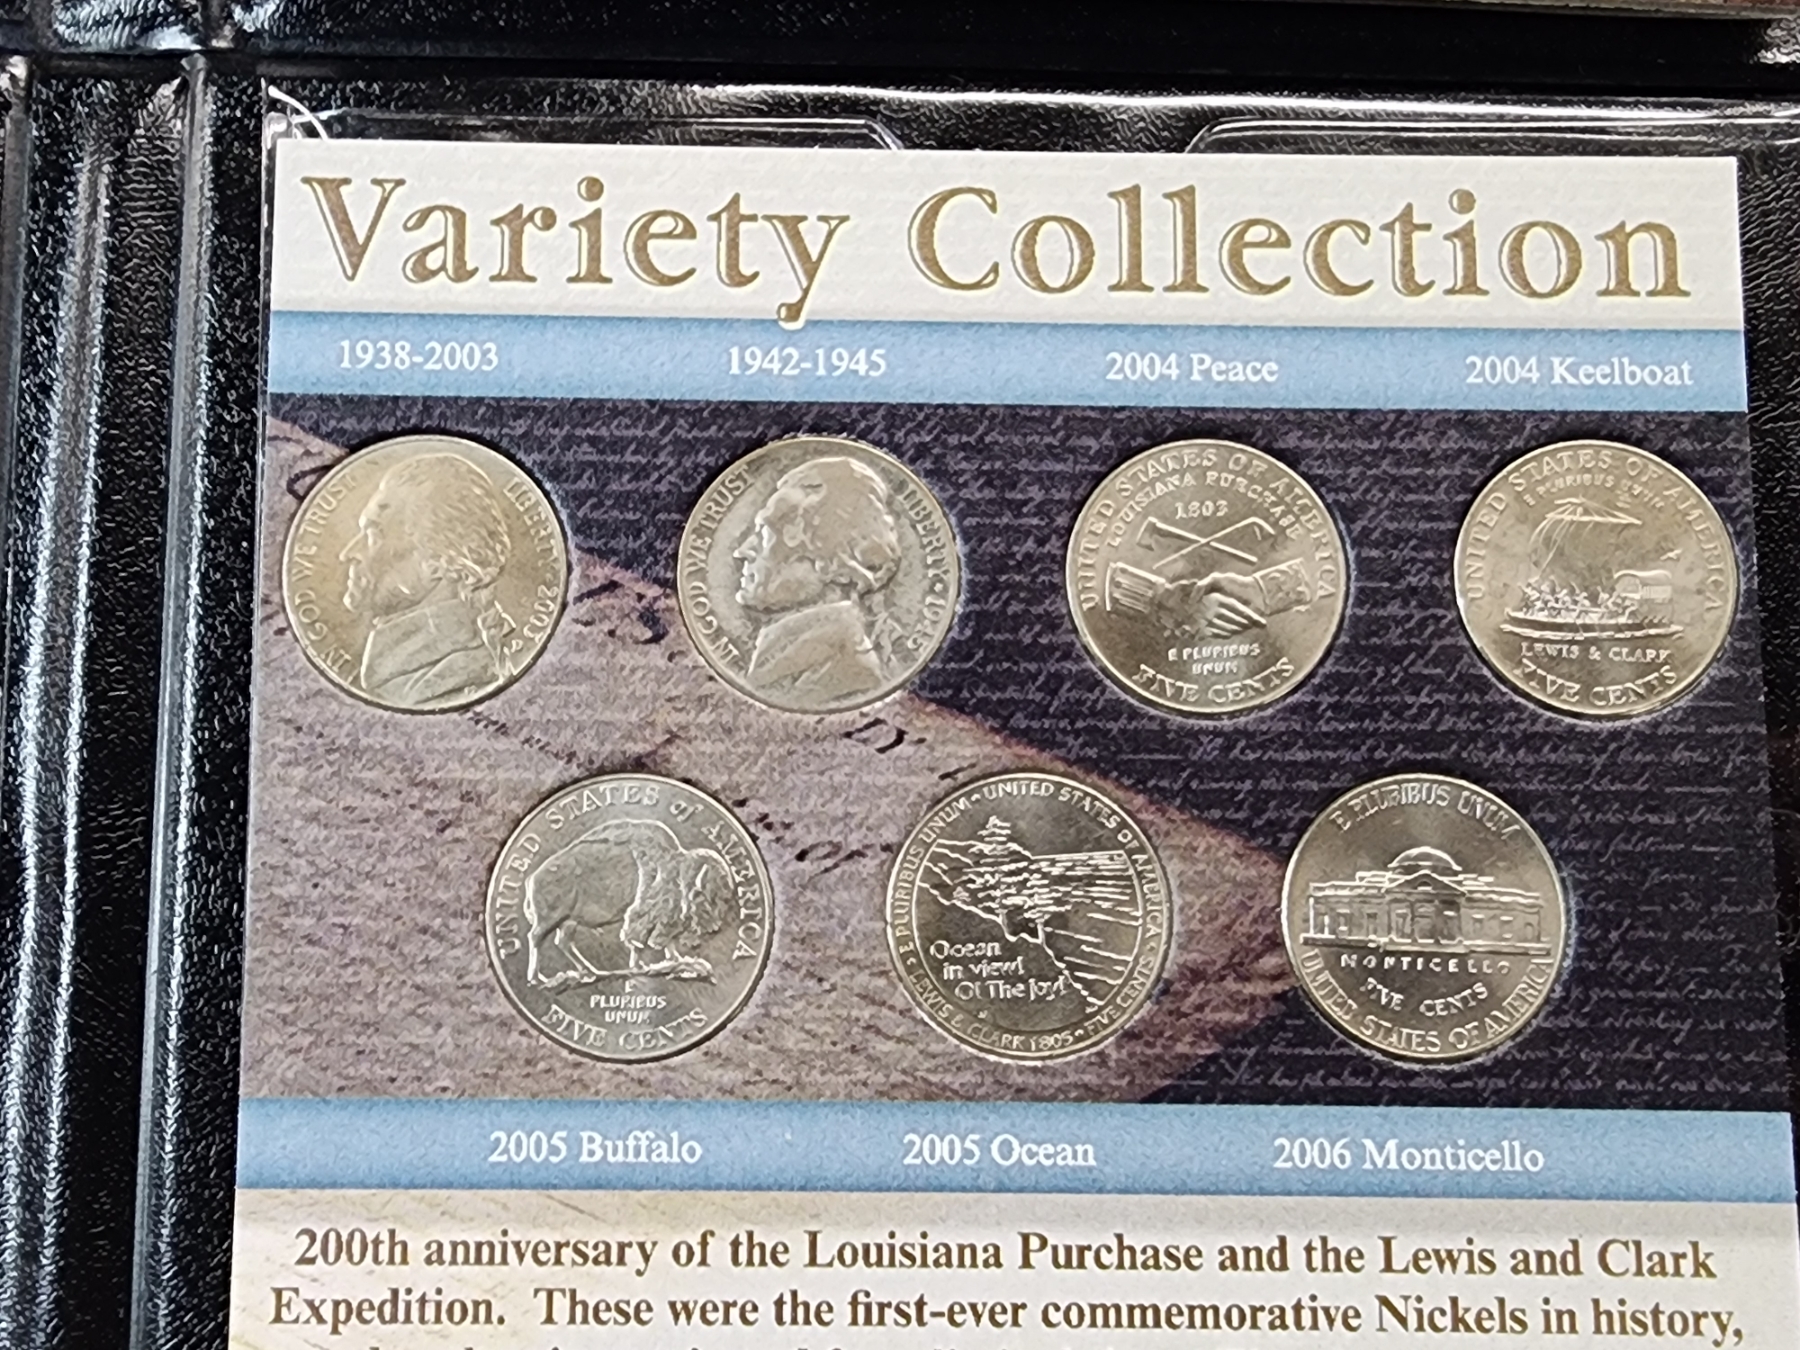 Variety Collection
1938-2003 1942-1945 2004 Peace 2004 Keelboat
IN GOD WE TRUST LIBERTY 2003
IN GOD WE TRUST LIBERTY • 1945
UNITED STATES OF AMERICA
LOUISIANA PURCHASE
1803
E PLURIBUS
UNUM
FIVE CENTS
UNITED STATES OF AMERICA
E PLURIBUS UNUM
LEWIS & CLARK
FIVE CENTS
UNITED STATES of AMERICA
E
PLURIBUS
UNUM
FIVE CENTS
E PLURIBUS UNUM • UNITED STATES OF AMERICA •
Ocean
in view!
O! The Joy!
LEWIS & CLARK 1805 • FIVE CENTS
E PLURIBUS UNUM
MONTICELLO
FIVE CENTS
UNITED STATES OF AMERICA
2005 Buffalo 2005 Ocean 2006 Monticello
200th anniversary of the Louisiana Purchase and the Lewis and Clark
Expedition. These were the first-ever commemorative Nickels in history,